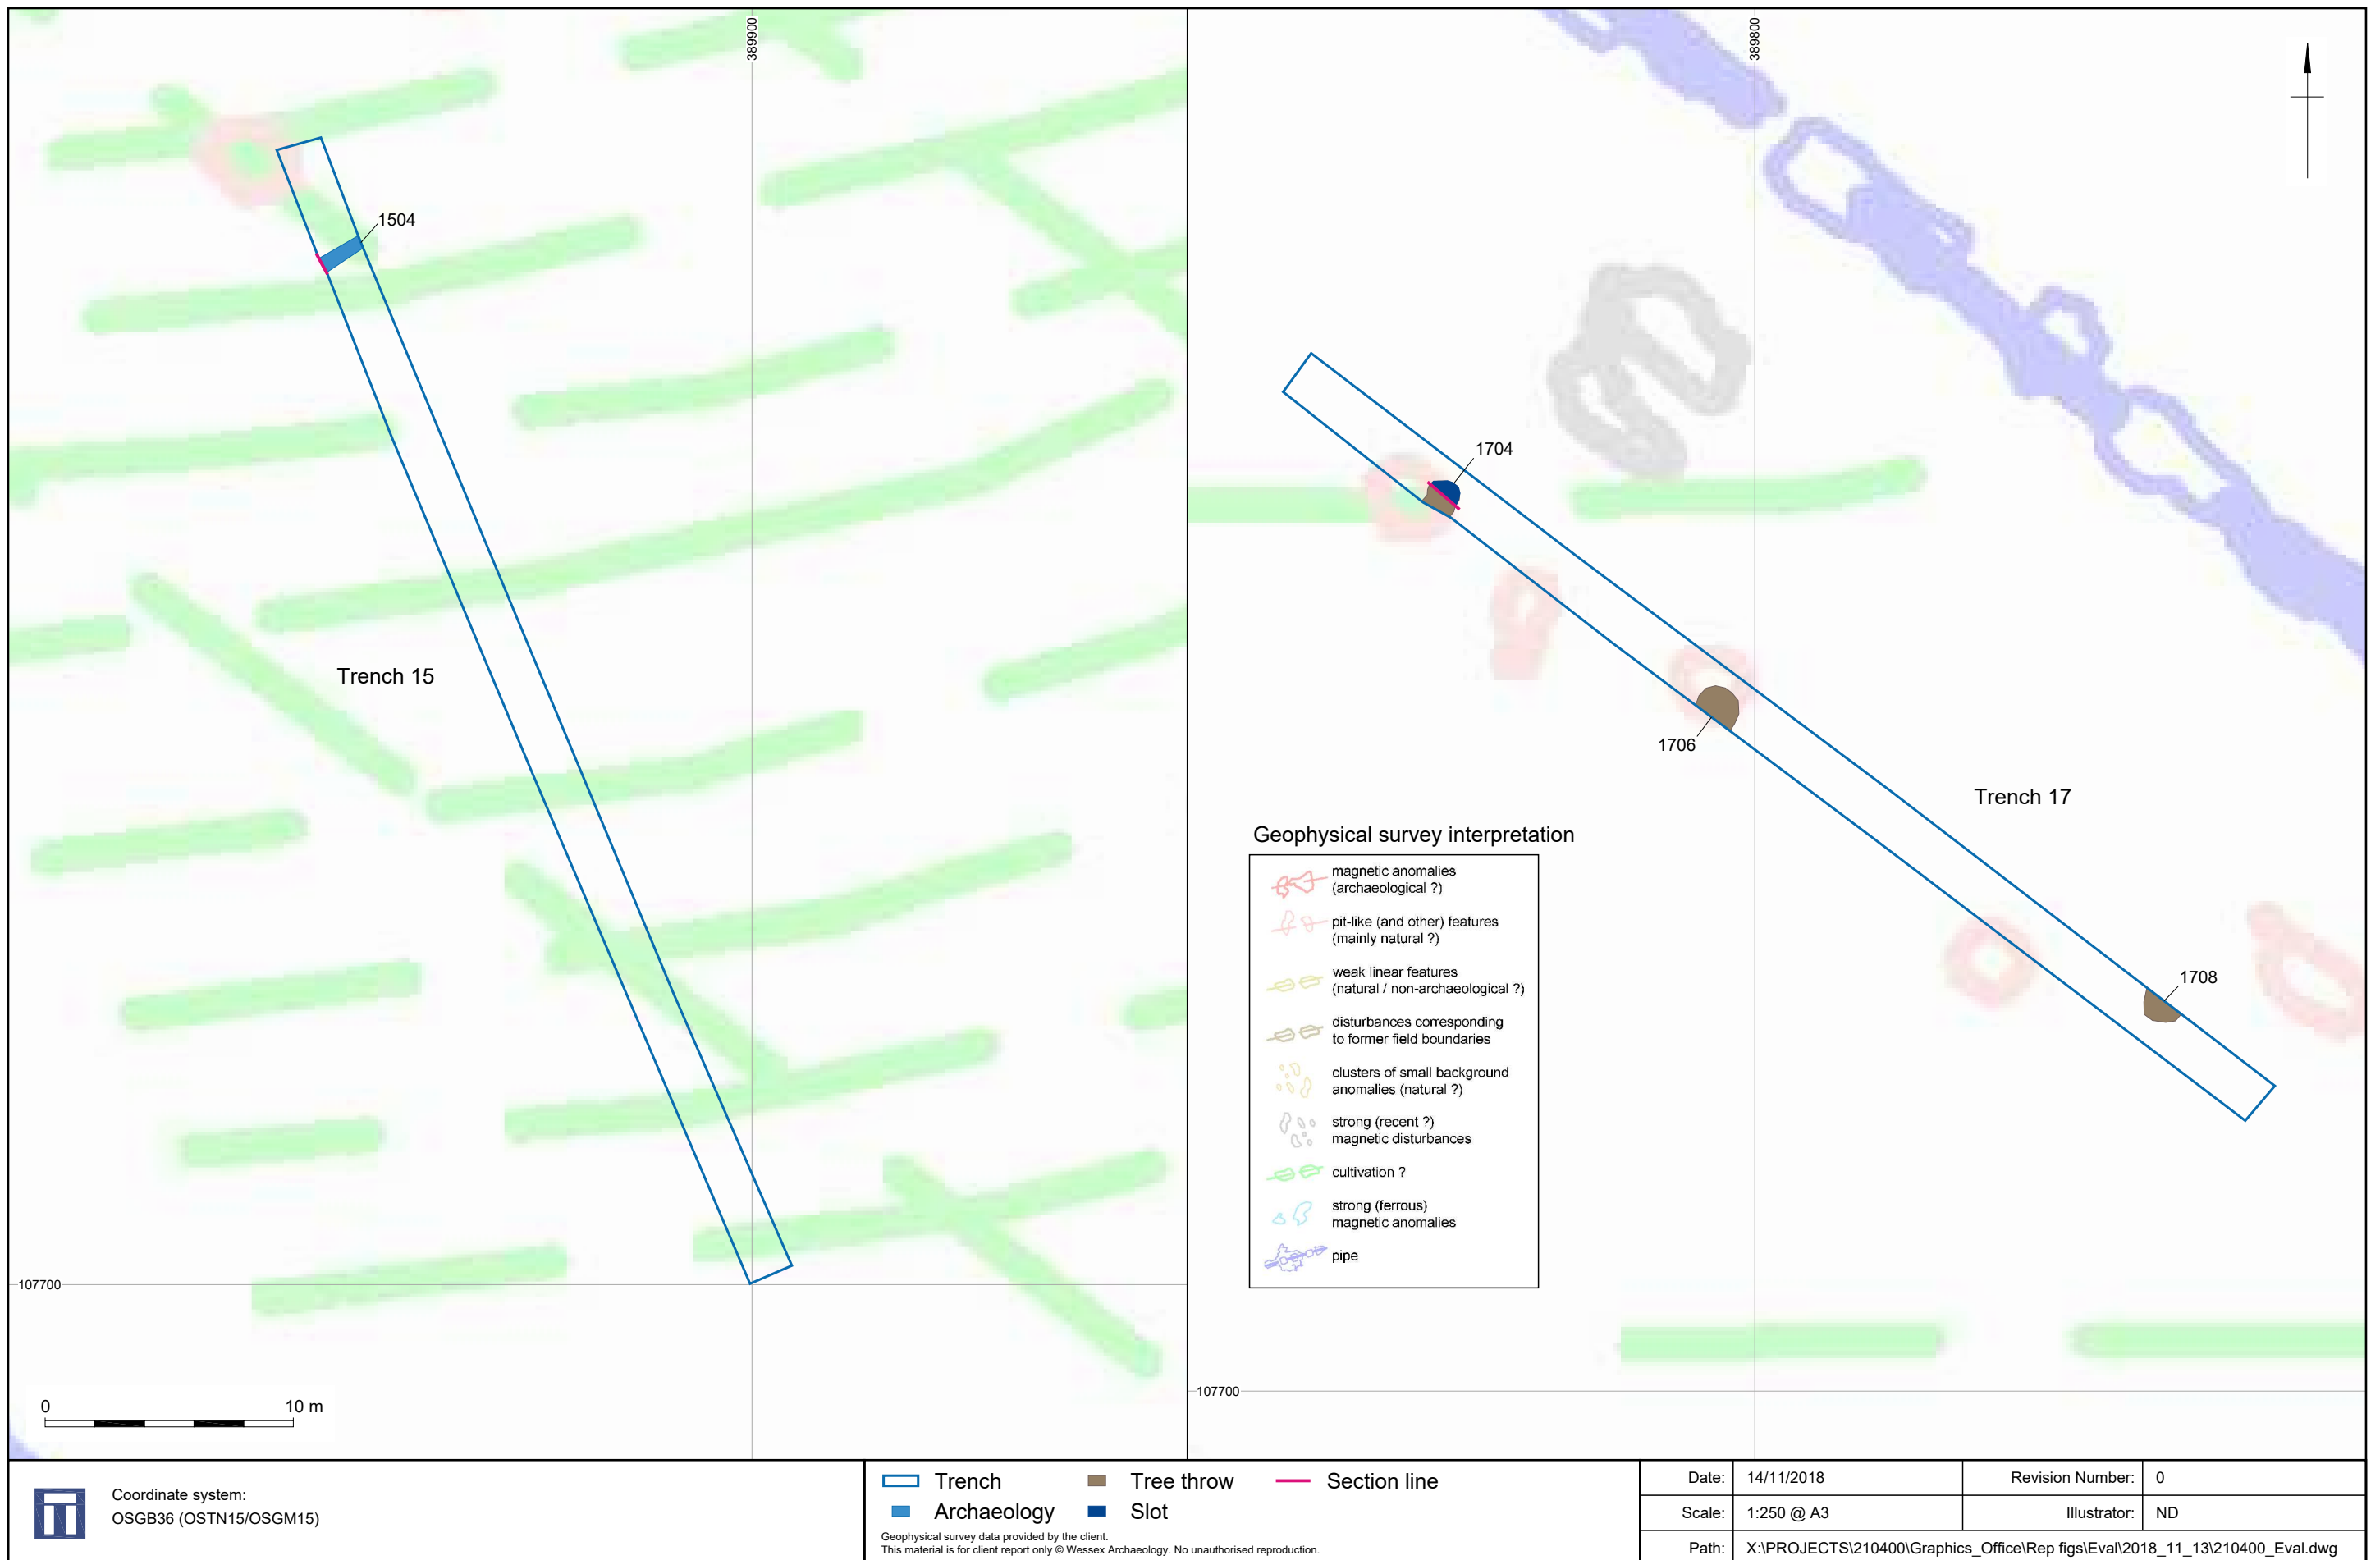 389900
389800
1504
1704
Trench 15
1706
Trench 17
Geophysical survey interpretation
magnetic anomalies
(archaeological ?)
pit-like (and other) features
(mainly natural ?)
weak linear features
(natural / non-archaeological ?)
disturbances corresponding
to former field boundaries
clusters of small background
anomalies (natural ?)
strong (recent ?)
magnetic disturbances
cultivation ?
strong (ferrous)
magnetic anomalies
pipe
1708
107700
107700
0 10 m
Coordinate system:
OSGB36 (OSTN15/OSGM15)
Trench Tree throw Section line
Archaeology Slot
Geophysical survey data provided by the client.
This material is for client report only © Wessex Archaeology. No unauthorised reproduction.
Date: 14/11/2018 Revision Number: 0
Scale: 1:250 @ A3 Illustrator: ND
Path: X:\PROJECTS\210400\Graphics_Office\Rep figs\Eval\2018_11_13\210400_Eval.dwg